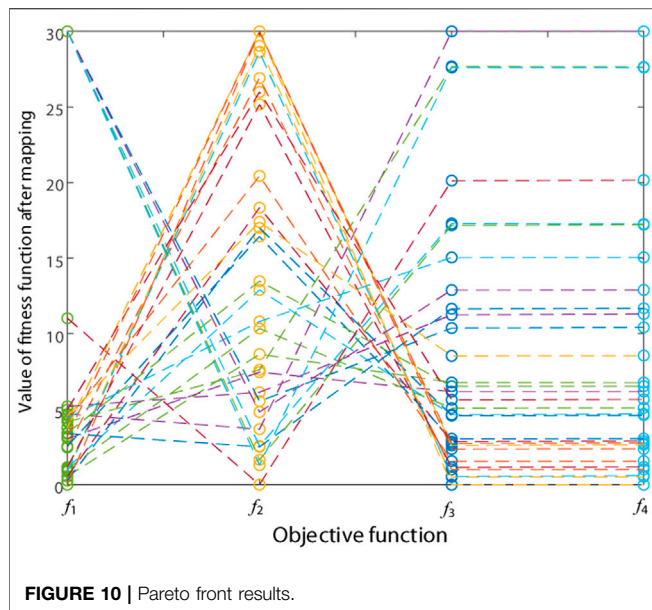 Value of fitness function after mapping
30
25
20
15
10
5
0
f1 f2 f3 f4
Objective function
FIGURE 10 | Pareto front results.